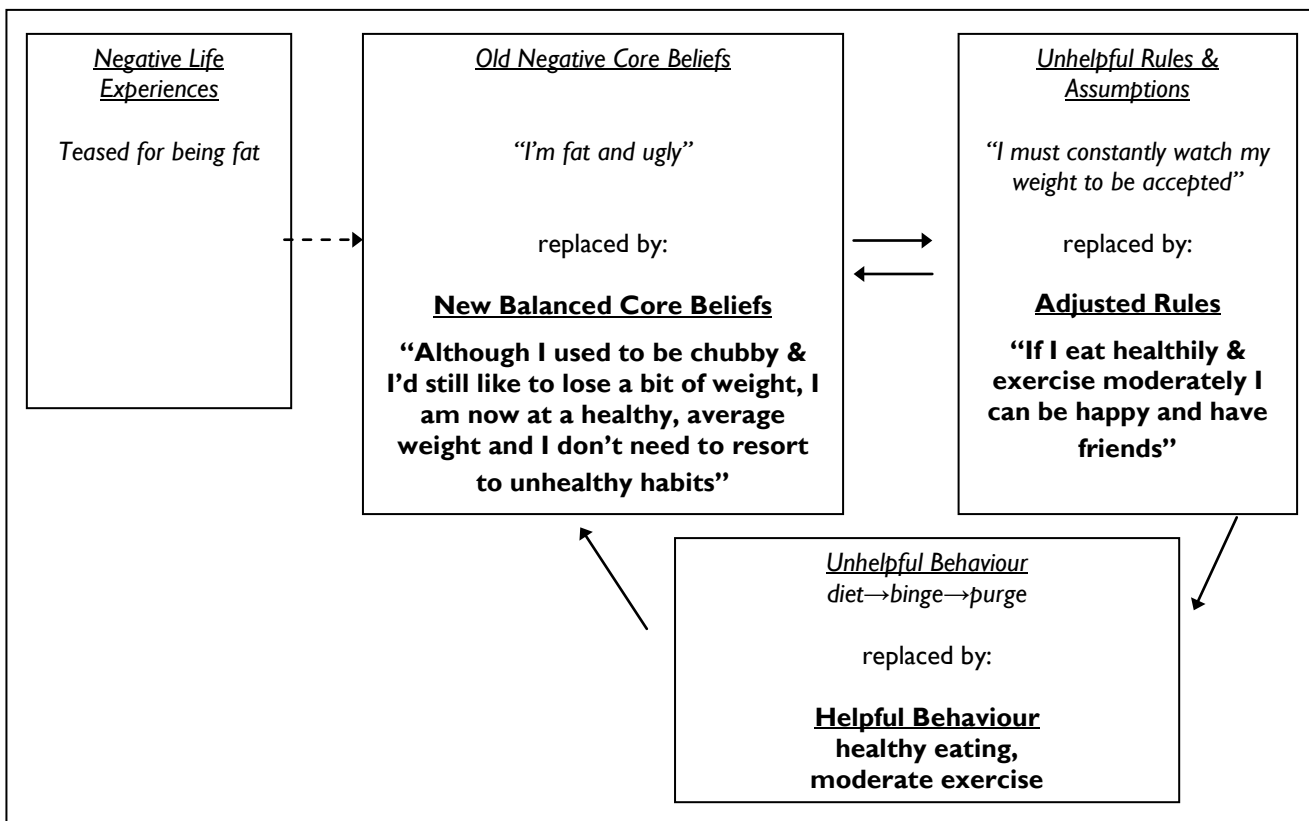 Negative Life
Experiences
Teased for being fat
Old Negative Core Beliefs
“I’m fat and ugly”
replaced by:
New Balanced Core Beliefs
“Although I used to be chubby &
I’d still like to lose a bit of weight, I
am now at a healthy, average
weight and I don’t need to resort
to unhealthy habits”
Unhelpful Rules &
Assumptions
“I must constantly watch my
weight to be accepted”
replaced by:
Adjusted Rules
“If I eat healthily &
exercise moderately I
can be happy and have
friends”
Unhelpful Behaviour
diet→binge→purge
replaced by:
Helpful Behaviour
healthy eating,
moderate exercise